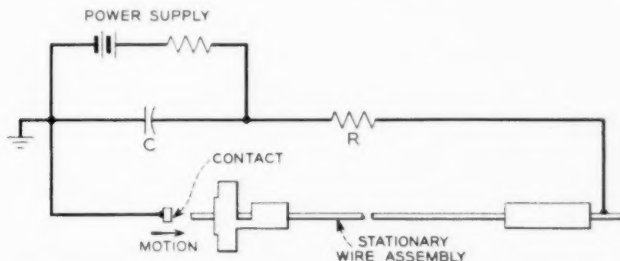 POWER SUPPLY
C
R
CONTACT
MOTION
STATIONARY
WIRE ASSEMBLY